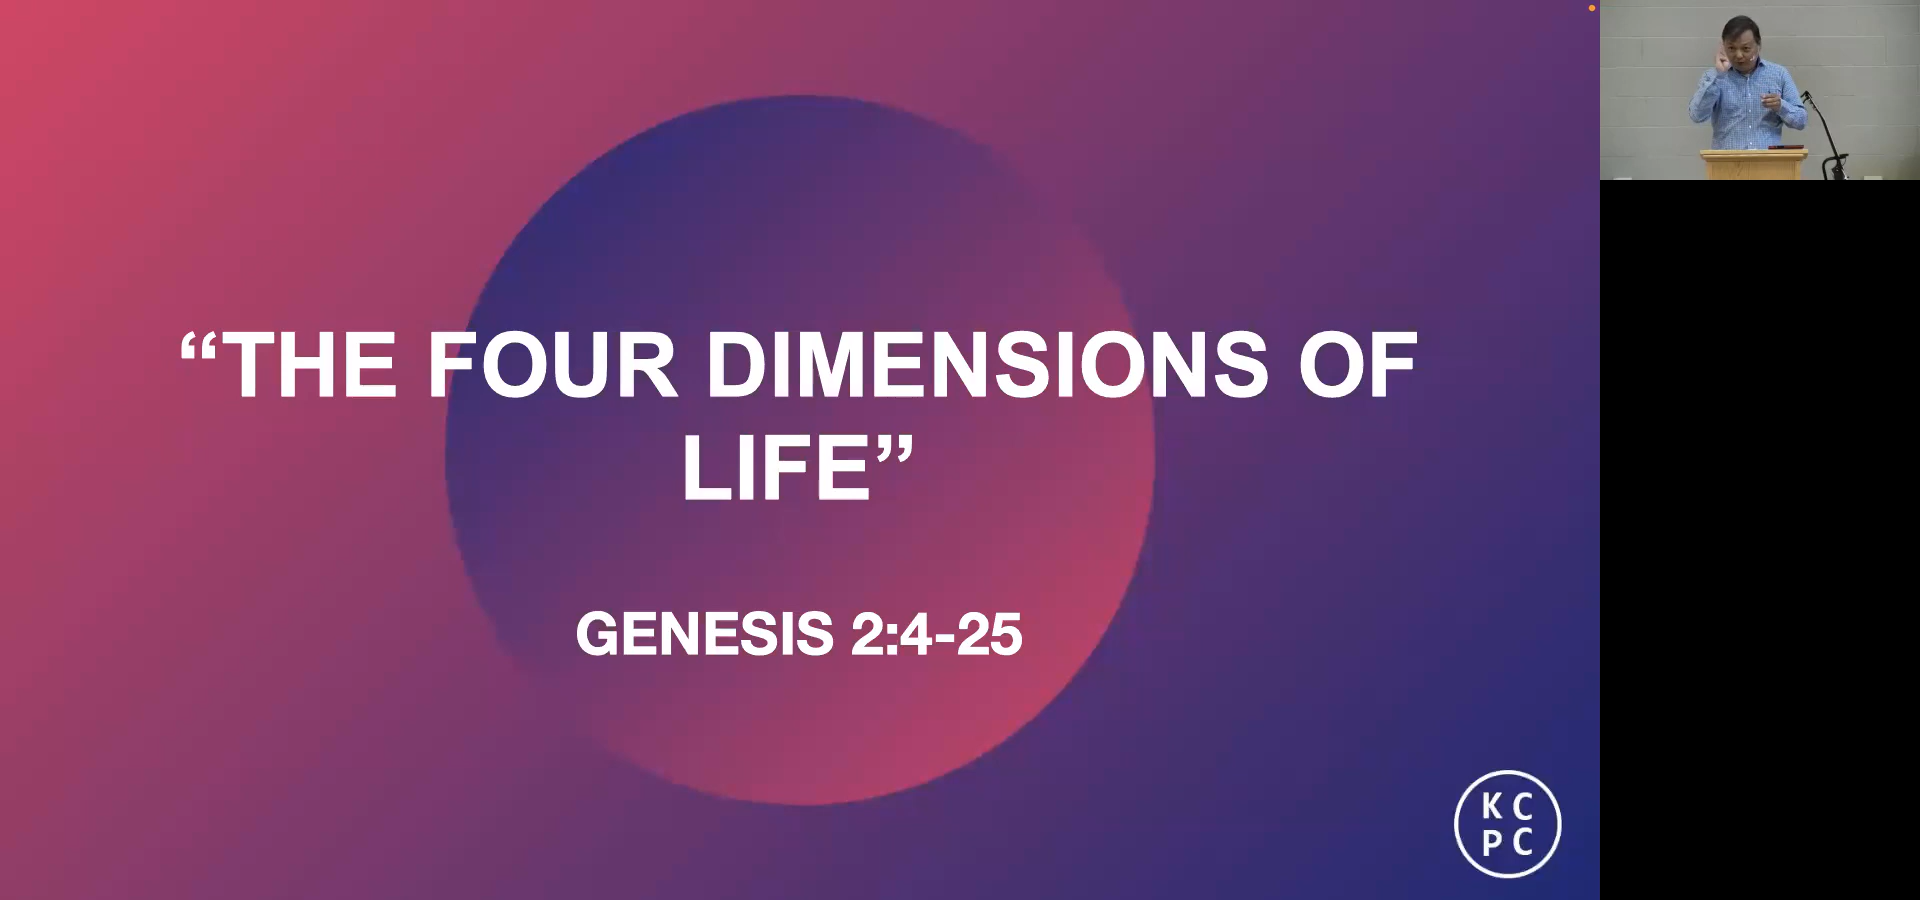 “THE FOUR DIMENSIONS OF
LIFE”
GENESIS 2:4-25
K C
P C